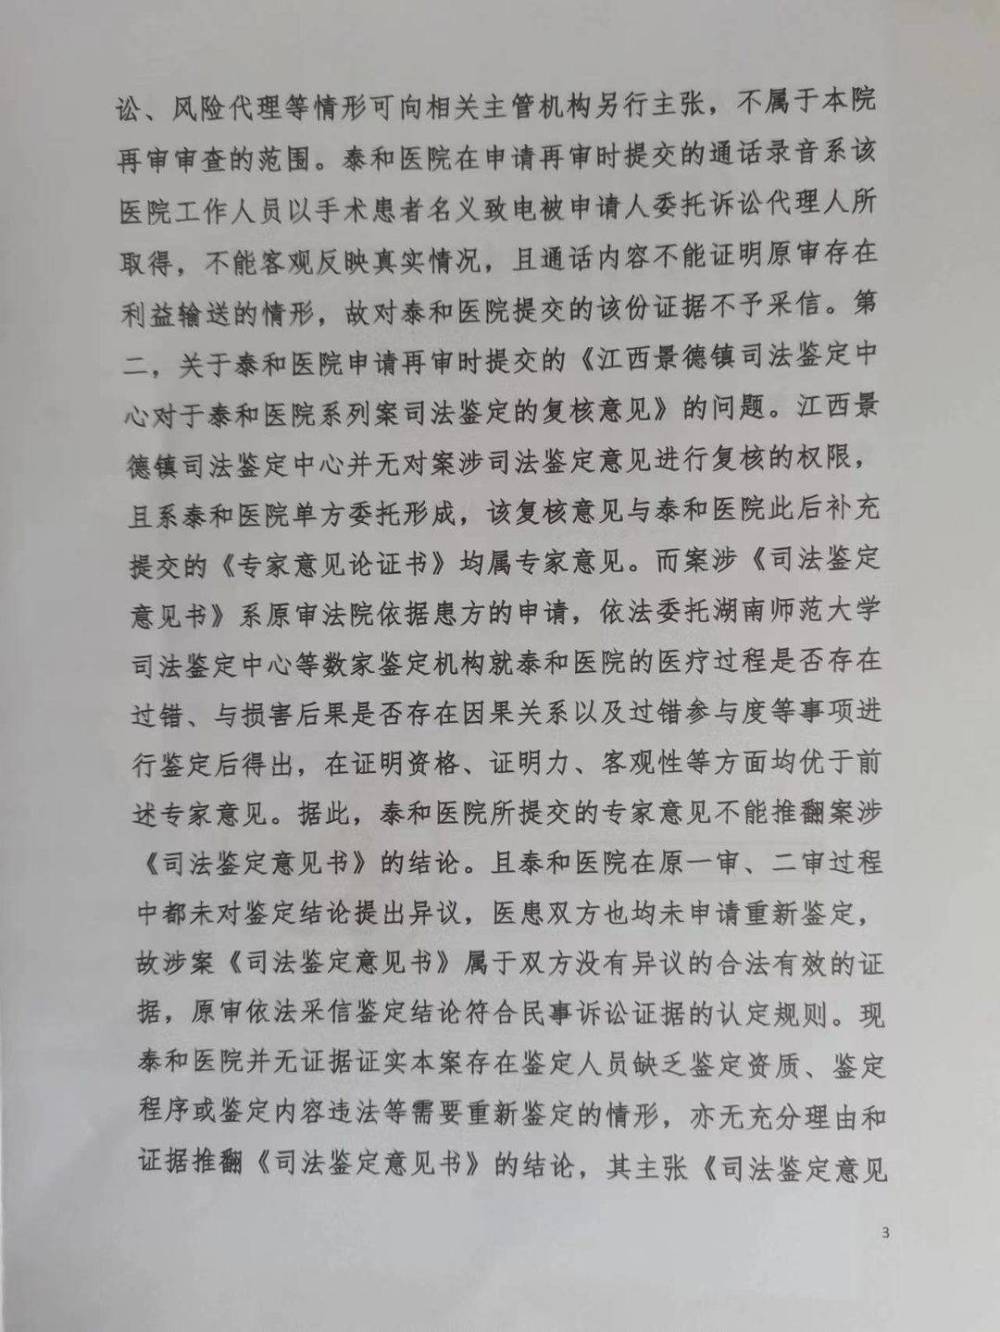 讼、风险代理等情形可向相关主管机构另行主张，不属于本院
再审审查的范围。泰和医院在申请再审时提交的通话录音系该
医院工作人员以手术患者名义致电被申请人委托诉讼代理人所
取得，不能客观反映真实情况，且通话内容不能证明原审存在
利益输送的情形，故对泰和医院提交的该份证据不予采信。第
二，关于泰和医院申请再审时提交的《江西景德镇司法鉴定中
心对于泰和医院系列案司法鉴定的复核意见》的问题。江西景
德镇司法鉴定中心并无对案涉司法鉴定意见进行复核的权限，
且系泰和医院单方委托形成，该复核意见与泰和医院此后补充
提交的《专家意见论证书》均属专家意见。而案涉《司法鉴定
意见书》系原审法院依据患方的申请，依法委托湖南师范大学
司法鉴定中心等数家鉴定机构就泰和医院的医疗过程是否存在
过错、与损害后果是否存在因果关系以及过错参与度等事项进
行鉴定后得出，在证明资格、证明力、客观性等方面均优于前
述专家意见。据此，泰和医院所提交的专家意见不能推翻案涉
《司法鉴定意见书》的结论。且泰和医院在原一审、二审过程
中都未对鉴定结论提出异议，医患双方也均未申请重新鉴定，
故涉案《司法鉴定意见书》属于双方没有异议的合法有效的证
据，原审依法采信鉴定结论符合民事诉讼证据的认定规则。现
泰和医院并无证据证实本案存在鉴定人员缺乏鉴定资质、鉴定
程序或鉴定内容违法等需要重新鉴定的情形，亦无充分理由和
证据推翻《司法鉴定意见书》的结论，其主张《司法鉴定意见
3